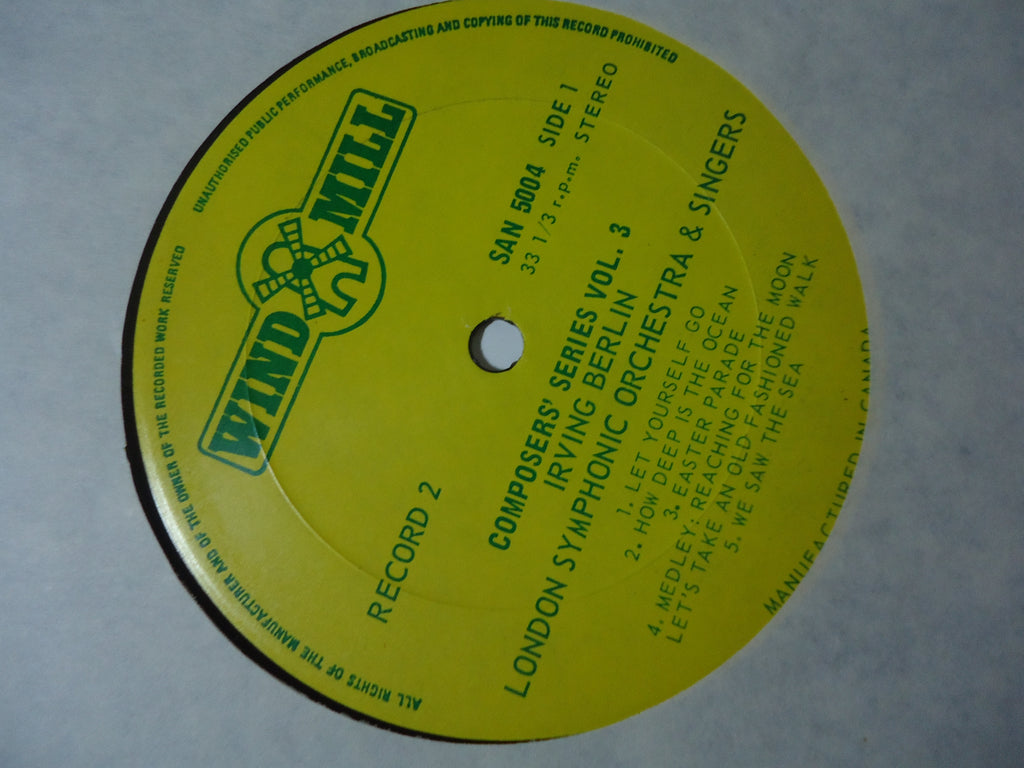 ALL RIGHTS OF THE MANUFACTURER AND OF THE OWNER OF THE RECORDED WORK RESERVED
UNAUTHORISED PUBLIC PERFORMANCE, BROADCASTING AND COPYING OF THIS RECORD PROHIBITED
WIND MILL
RECORD 2
SAN 5004 SIDE 1
33 1/3 r.p.m. STEREO
COMPOSERS' SERIES VOL. 3
IRVING BERLIN
LONDON SYMPHONIC ORCHESTRA & SINGERS
1. LET YOURSELF GO
2. HOW DEEP IS THE OCEAN
3. EASTER PARADE
4. MEDLEY: REACHING FOR THE MOON
LET'S TAKE AN OLD FASHIONED WALK
5. WE SAW THE SEA
MANUFACTURED IN CANADA